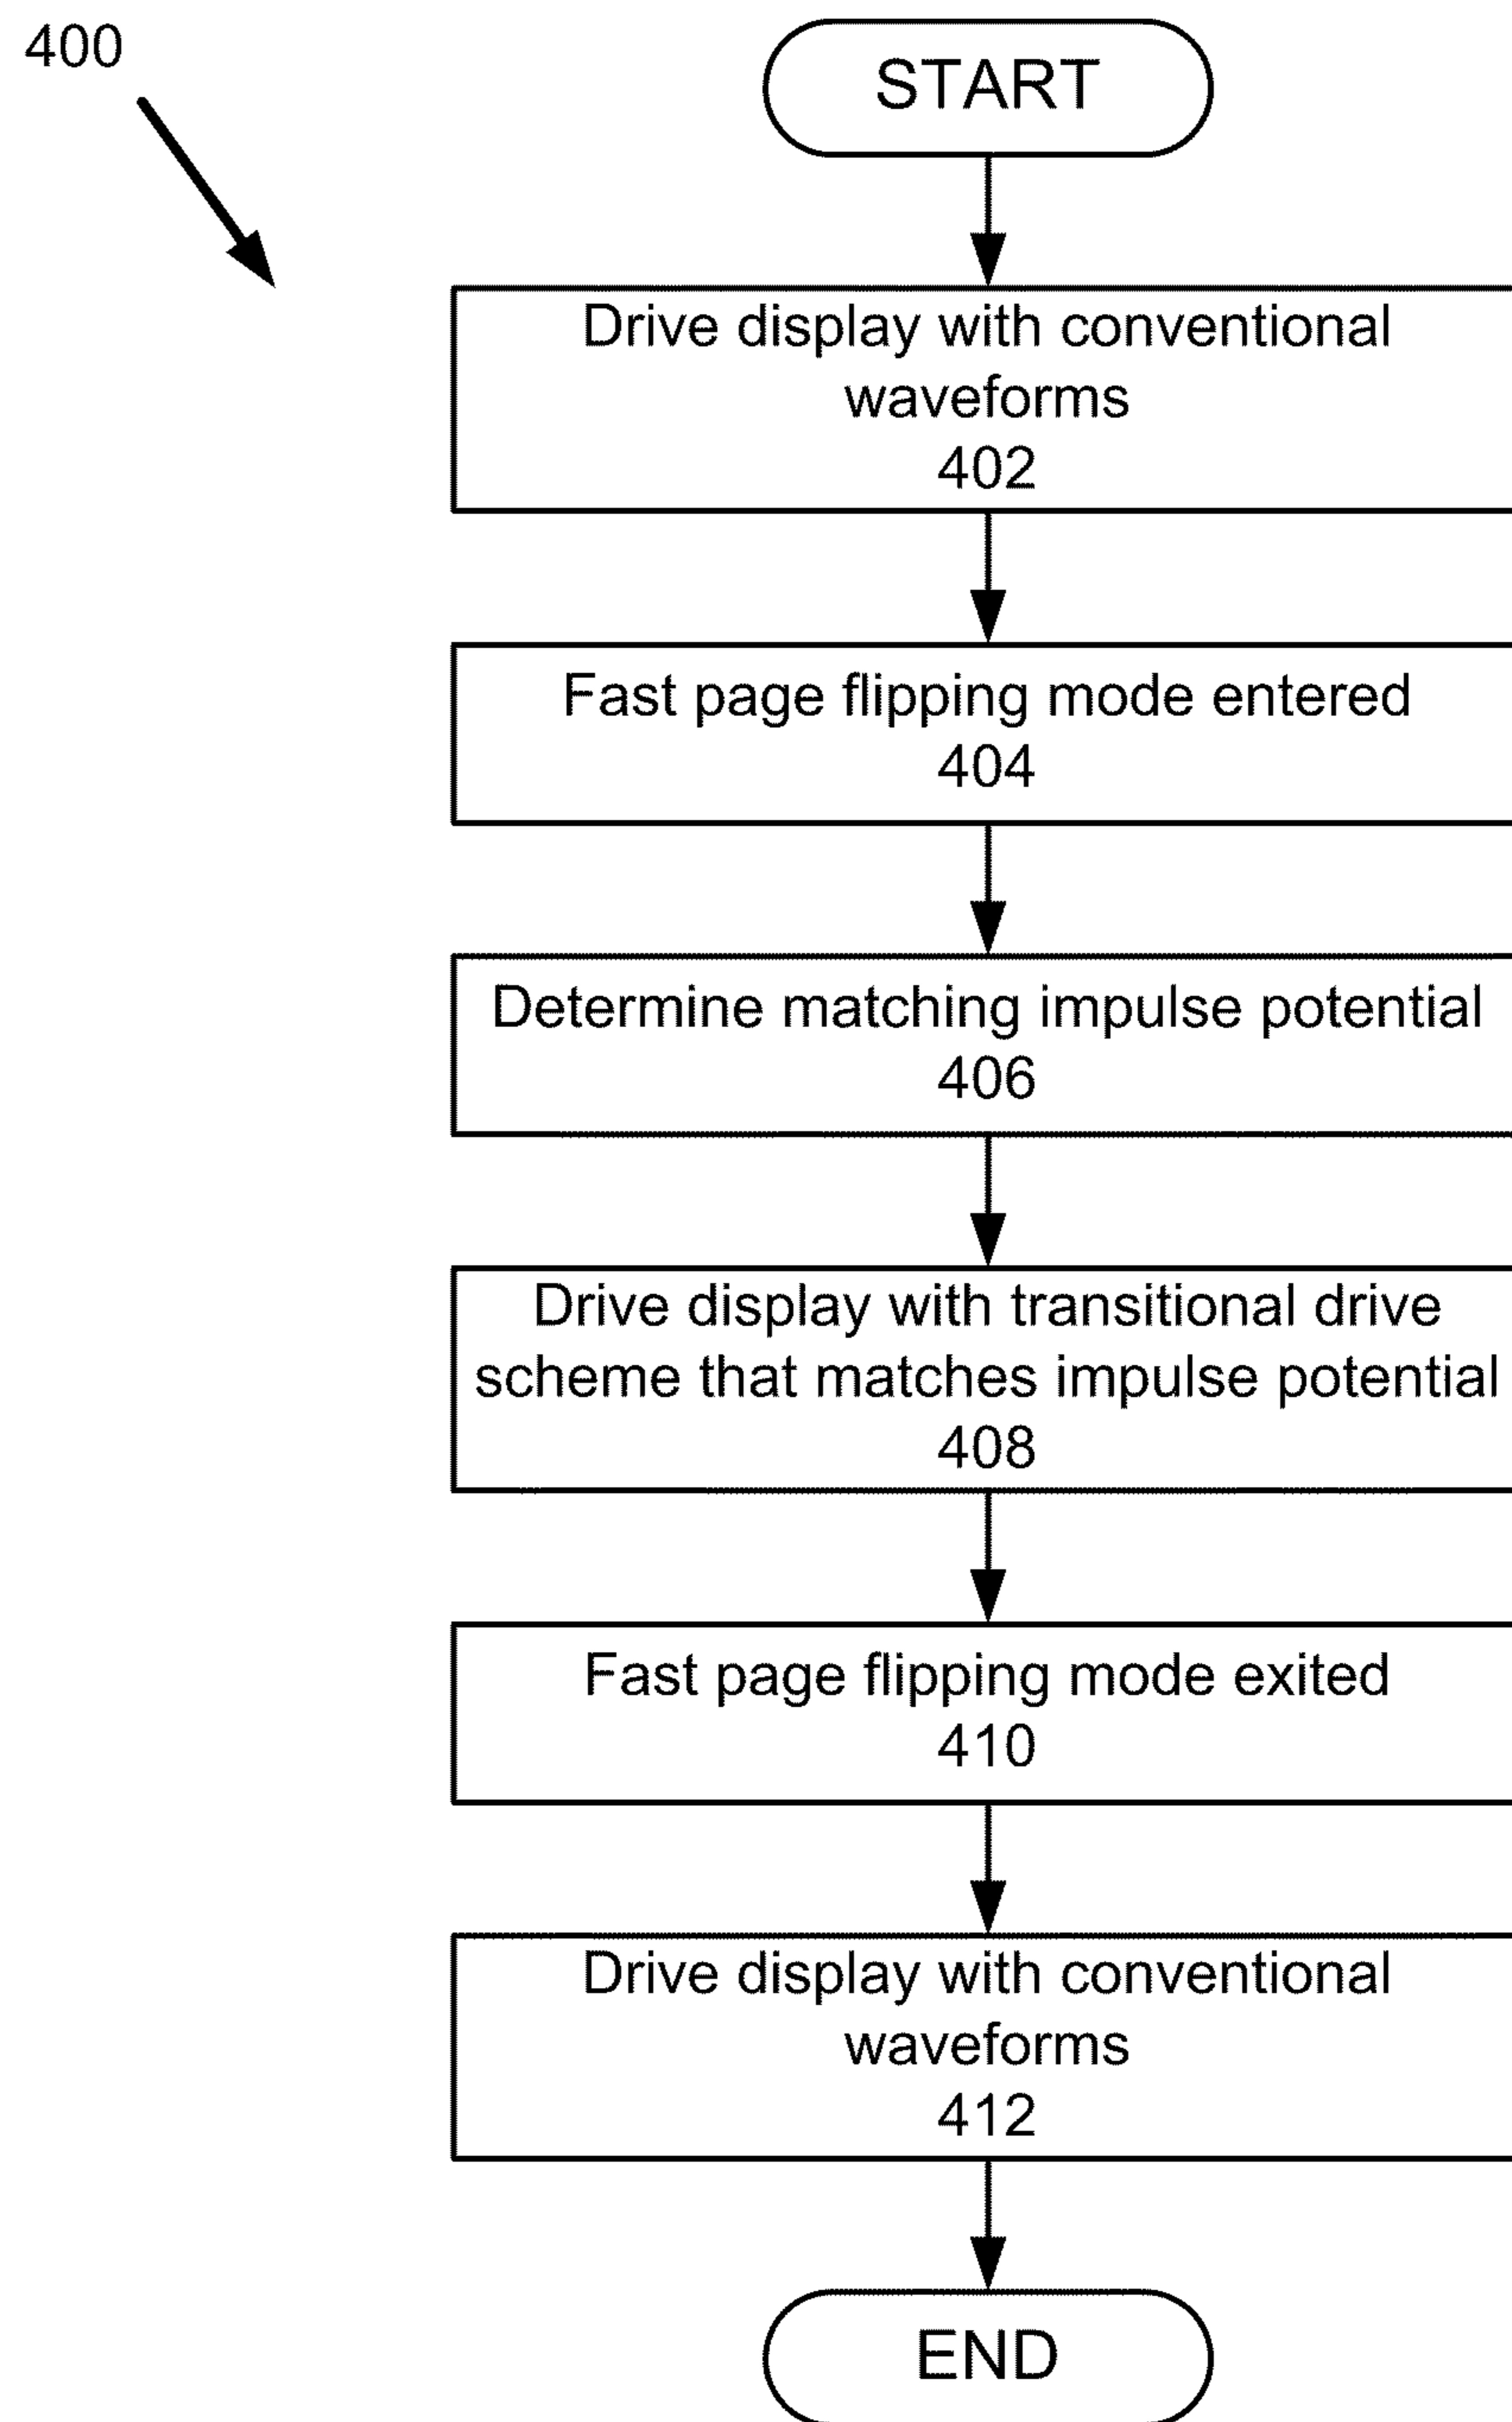 400
START
Drive display with conventional
waveforms
402
Fast page flipping mode entered
404
Determine matching impulse potential
406
Drive display with transitional drive
scheme that matches impulse potential
408
Fast page flipping mode exited
410
Drive display with conventional
waveforms
412
END